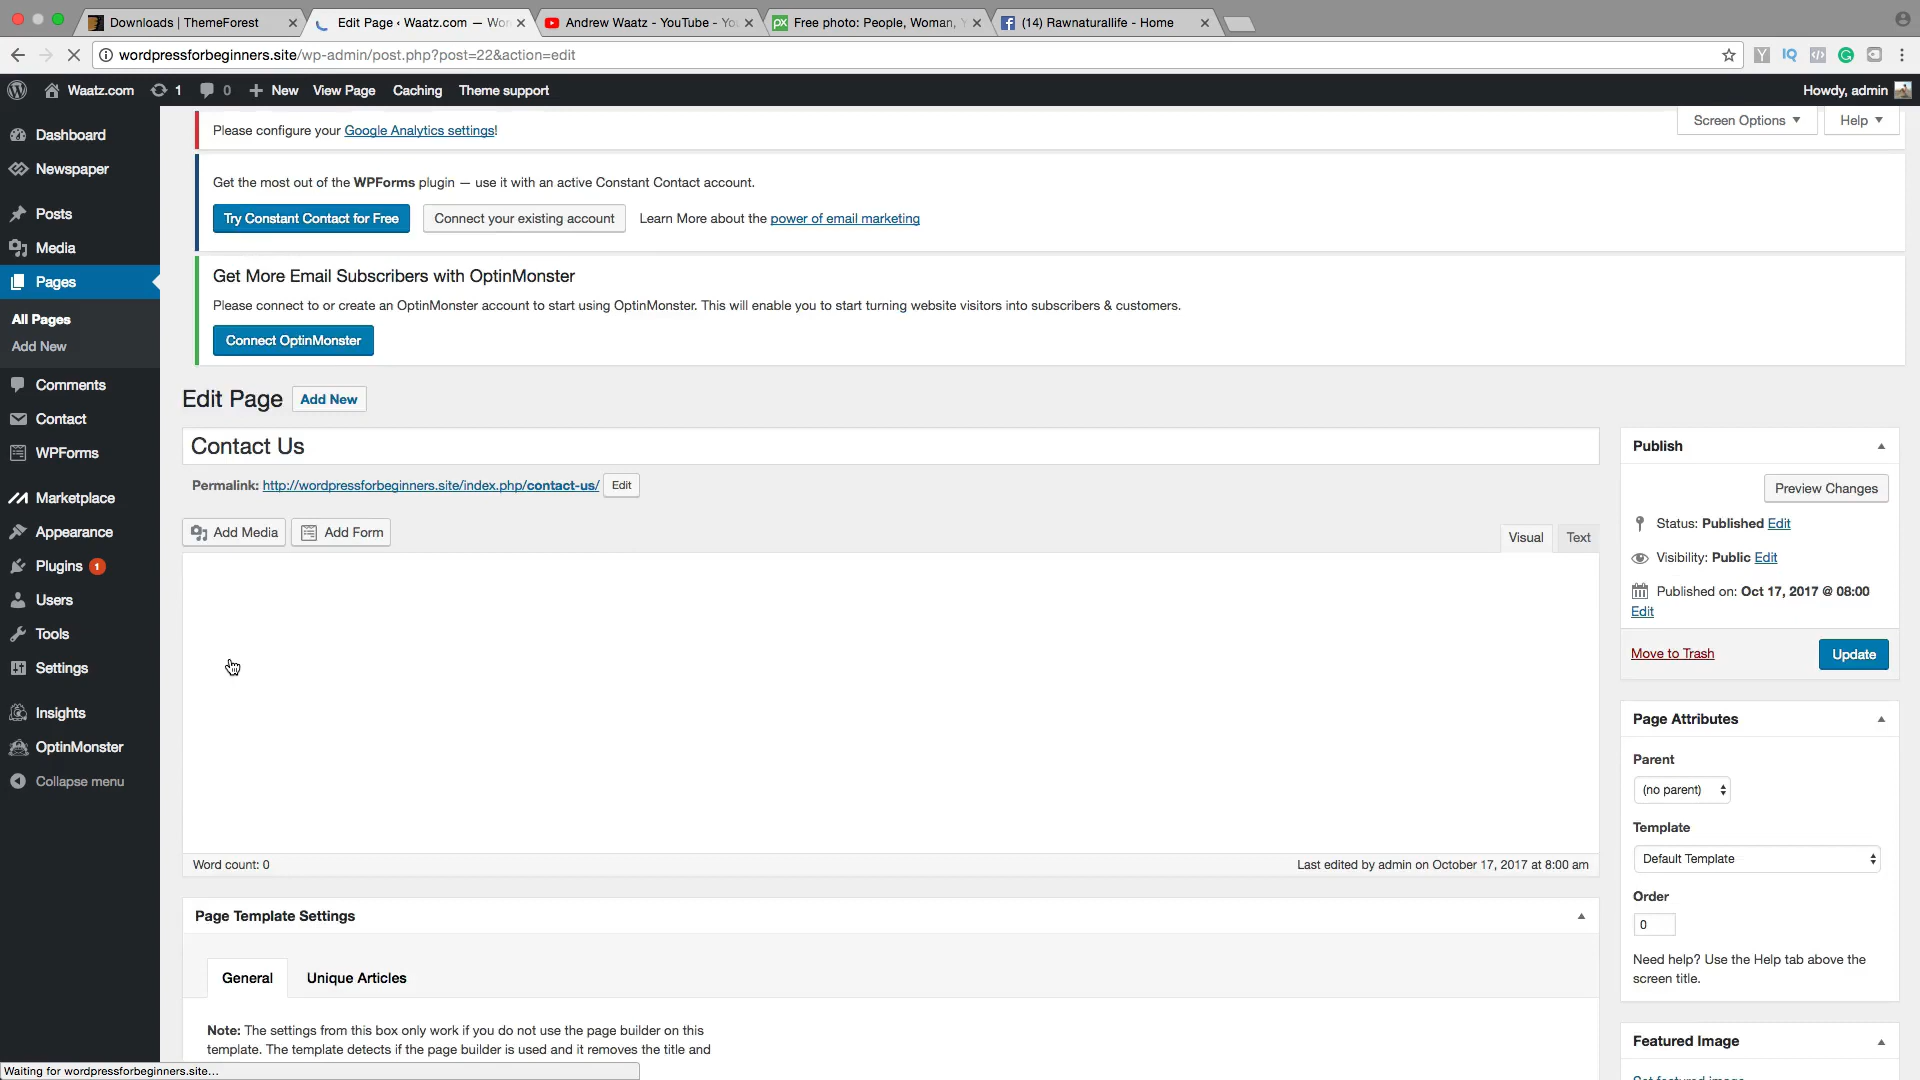 Downloads | ThemeForest
Edit Page ‹ Waatz.com — Wor
Andrew Waatz - YouTube - Yo
Free photo: People, Woman, Y
(14) Rawnaturallife - Home
wordpressforbeginners.site/wp-admin/post.php?post=22&action=edit
Waatz.com 1 0 New View Page Caching Theme support Howdy, admin
Dashboard
Newspaper
Posts
Media
Pages
All Pages
Add New
Comments
Contact
WPForms
Marketplace
Appearance
Plugins 1
Users
Tools
Settings
Insights
OptinMonster
Collapse menu
Please configure your Google Analytics settings!
Screen Options
Help
Get the most out of the WPForms plugin — use it with an active Constant Contact account.
Try Constant Contact for Free Connect your existing account Learn More about the power of email marketing
Get More Email Subscribers with OptinMonster
Please connect to or create an OptinMonster account to start using OptinMonster. This will enable you to start turning website visitors into subscribers & customers.
Connect OptinMonster
Edit Page Add New
Contact Us
Permalink: http://wordpressforbeginners.site/index.php/contact-us/ Edit
Add Media Add Form
Visual Text
Word count: 0
Last edited by admin on October 17, 2017 at 8:00 am
Page Template Settings
General Unique Articles
Note: The settings from this box only work if you do not use the page builder on this
template. The template detects if the page builder is used and it removes the title and
Publish
Preview Changes
Status: Published Edit
Visibility: Public Edit
Published on: Oct 17, 2017 @ 08:00
Edit
Move to Trash Update
Page Attributes
Parent
(no parent)
Template
Default Template
Order
0
Need help? Use the Help tab above the
screen title.
Featured Image
Set featured image
Waiting for wordpressforbeginners.site...